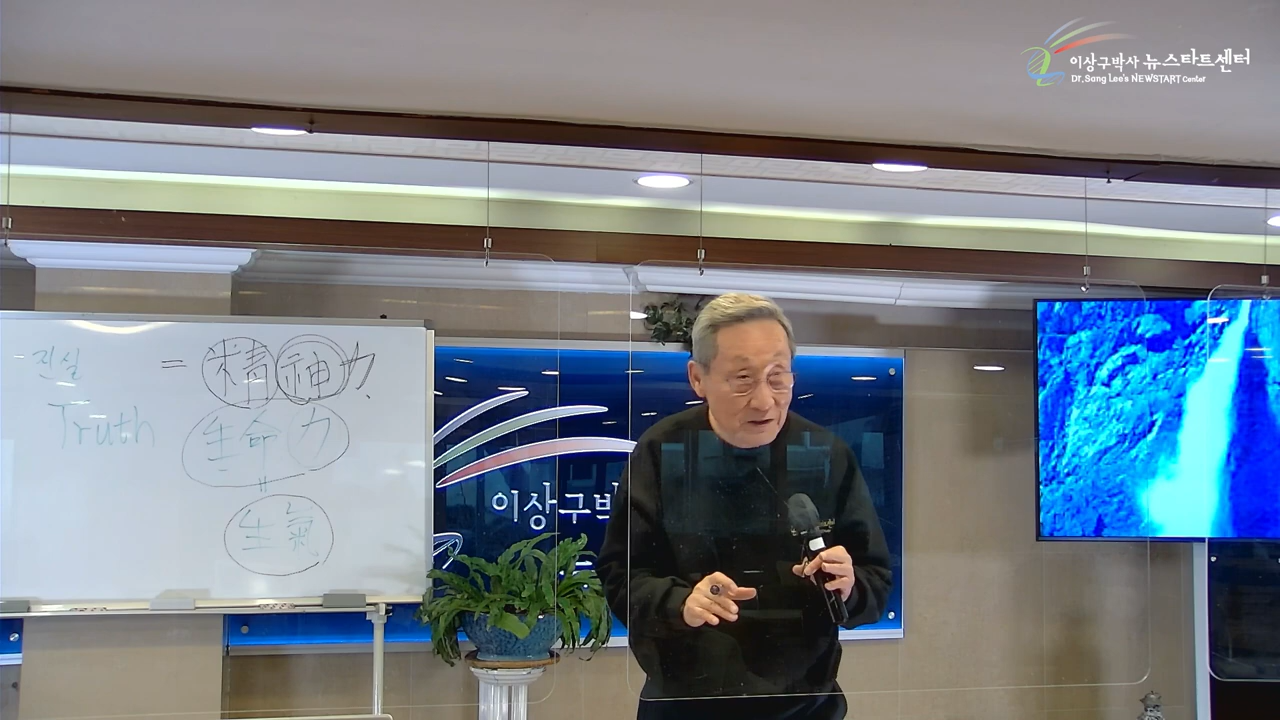 이상구박사 뉴스타트센터
Dr. Sang Lee's NEWSTART Center
진실 = 精神力
Truth 生命力
=
生氣
이상구박